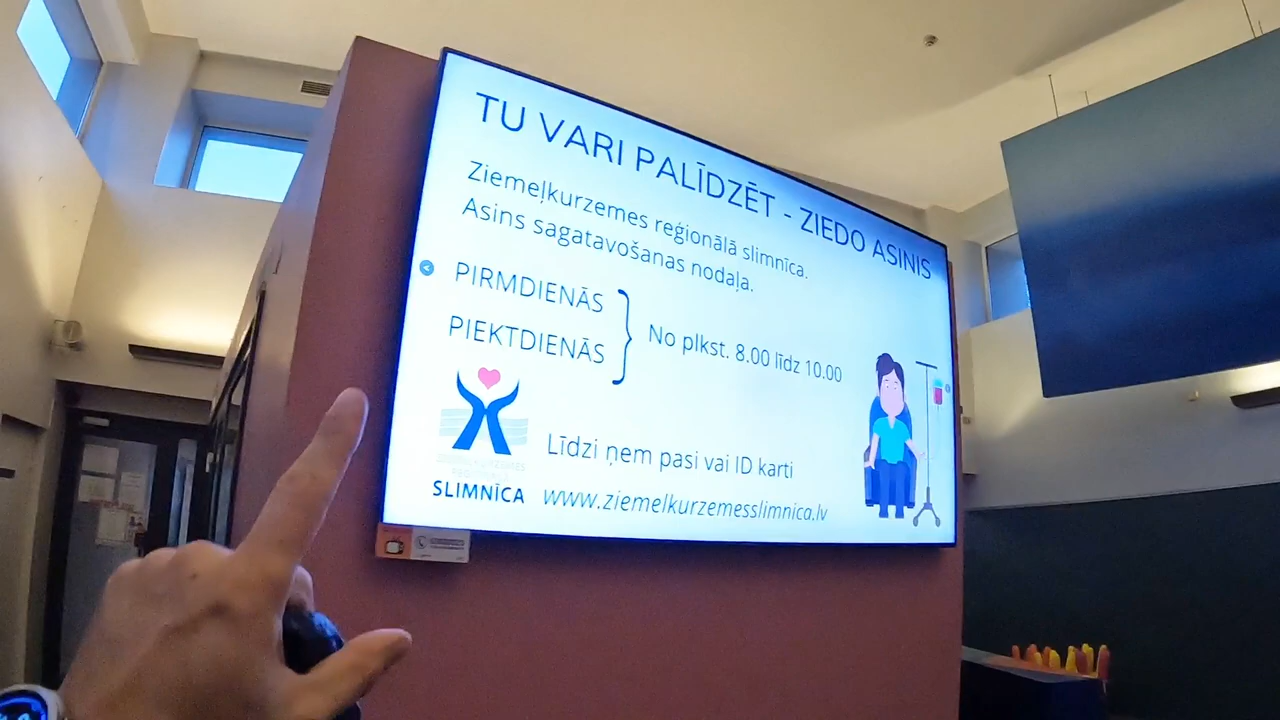 TU VARI PALĪDZĒT - ZIEDO ASINIS
Ziemeļkurzemes reģionālā slimnīca.
Asins sagatavošanas nodaļa.
PIRMDIENĀS
PIEKTDIENĀS
No plkst. 8.00 līdz 10.00
Līdzi ņem pasi vai ID karti
SLIMNĪCA
www.ziemelkurzemesslimnica.lv